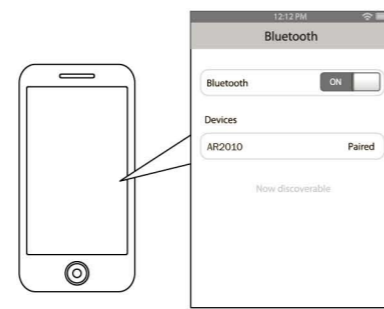 12:12 PM
Bluetooth
Bluetooth ON
Devices
AR2010 Paired
Now discoverable